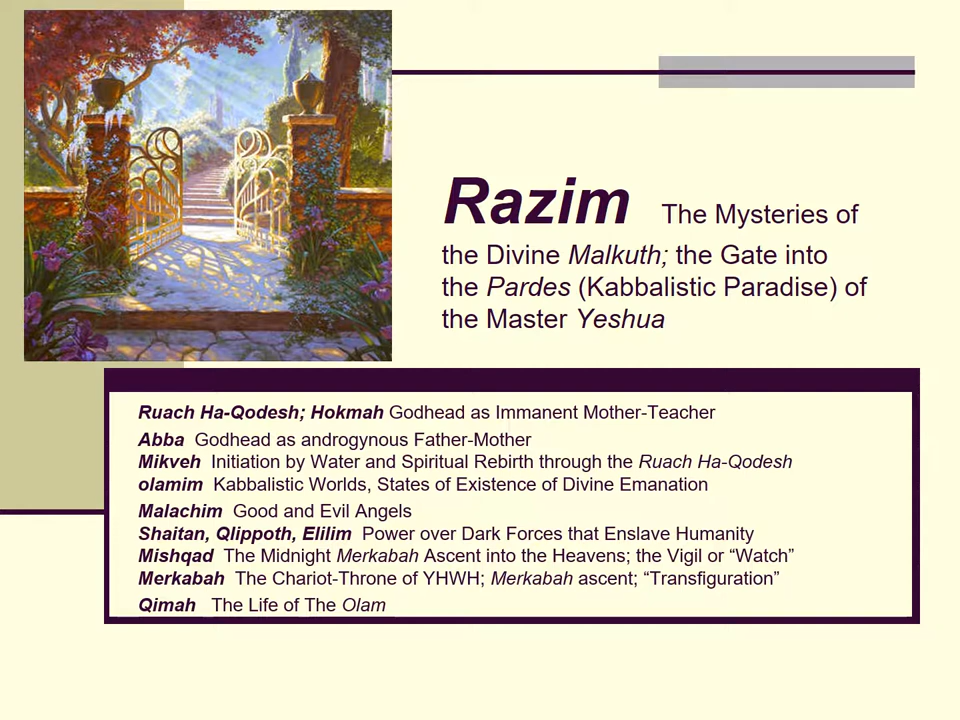 Razim The Mysteries of
the Divine Malkuth; the Gate into
the Pardes (Kabbalistic Paradise) of
the Master Yeshua
Ruach Ha-Qodesh; Hokmah Godhead as Immanent Mother-Teacher
Abba Godhead as androgynous Father-Mother
Mikveh Initiation by Water and Spiritual Rebirth through the Ruach Ha-Qodesh
olamim Kabbalistic Worlds, States of Existence of Divine Emanation
Malachim Good and Evil Angels
Shaitan, Qlippoth, Elilim Power over Dark Forces that Enslave Humanity
Mishqad The Midnight Merkabah Ascent into the Heavens; the Vigil or “Watch”
Merkabah The Chariot-Throne of YHWH; Merkabah ascent; “Transfiguration”
Qimah The Life of The Olam